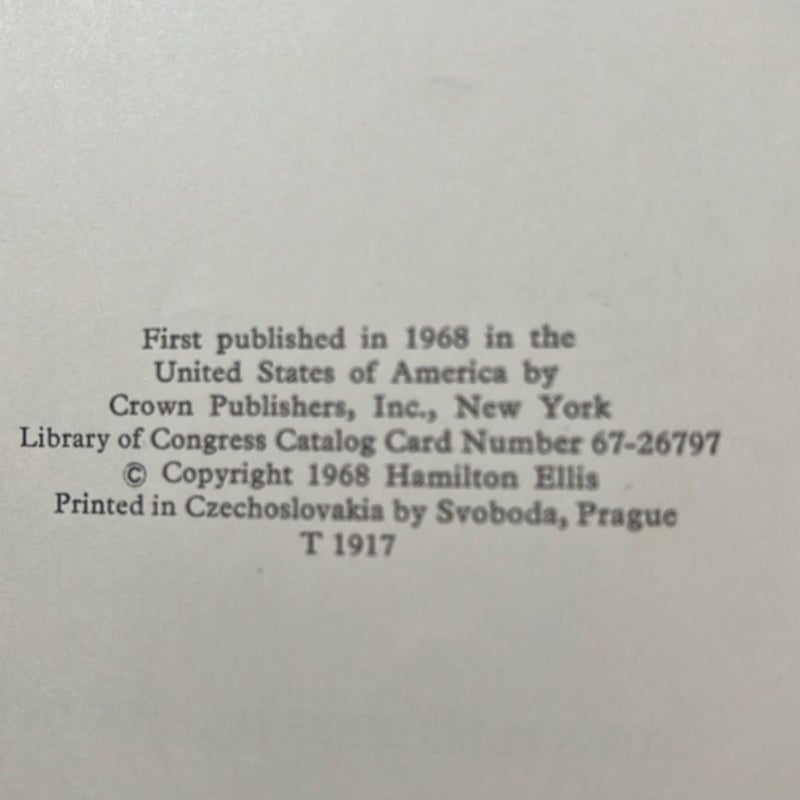 First published in 1968 in the
United States of America by
Crown Publishers, Inc., New York
Library of Congress Catalog Card Number 67-26797
© Copyright 1968 Hamilton Ellis
Printed in Czechoslovakia by Svoboda, Prague
T 1917